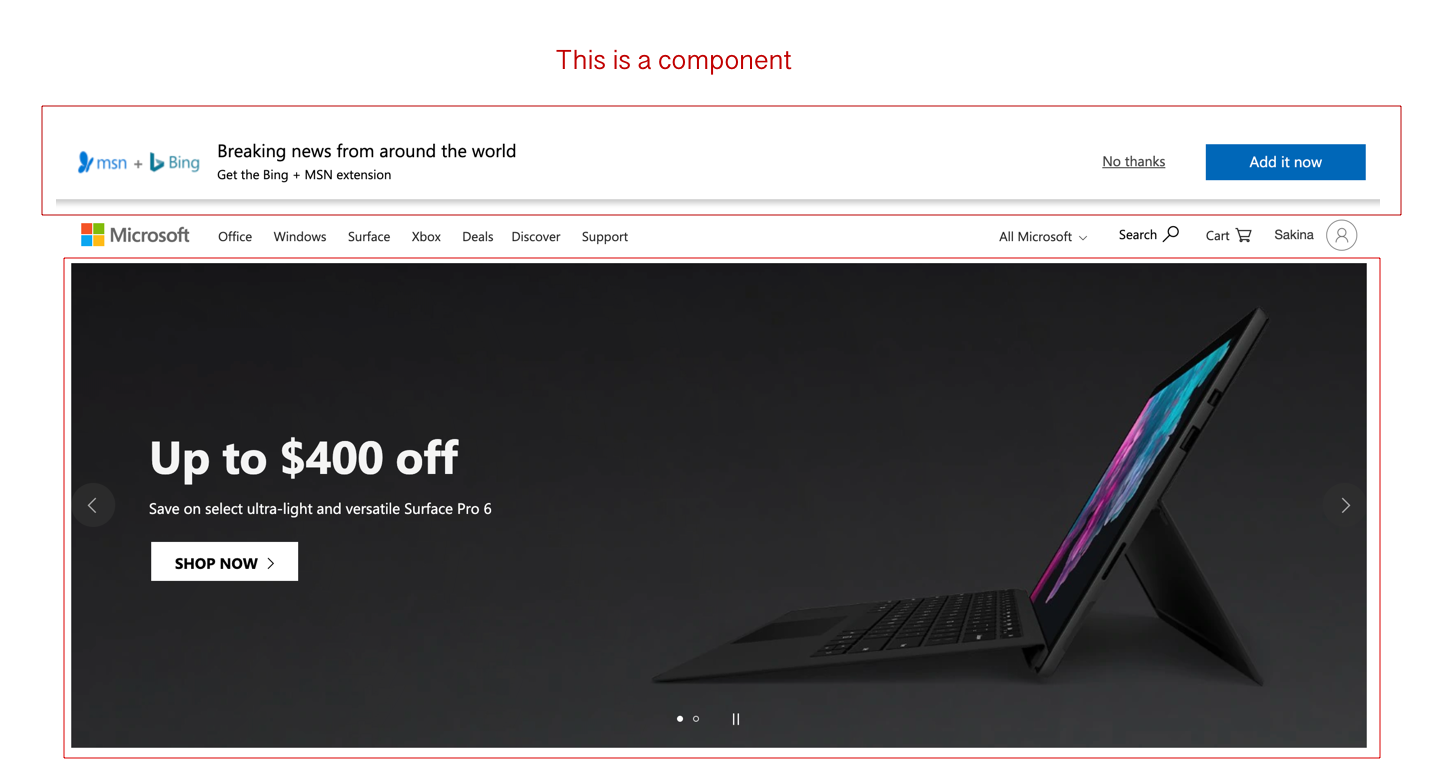 This is a component
msn + Bing
Breaking news from around the world
Get the Bing + MSN extension
No thanks
Add it now
Microsoft
Office Windows Surface Xbox Deals Discover Support
All Microsoft Search Cart Sakina
Up to $400 off
Save on select ultra-light and versatile Surface Pro 6
SHOP NOW